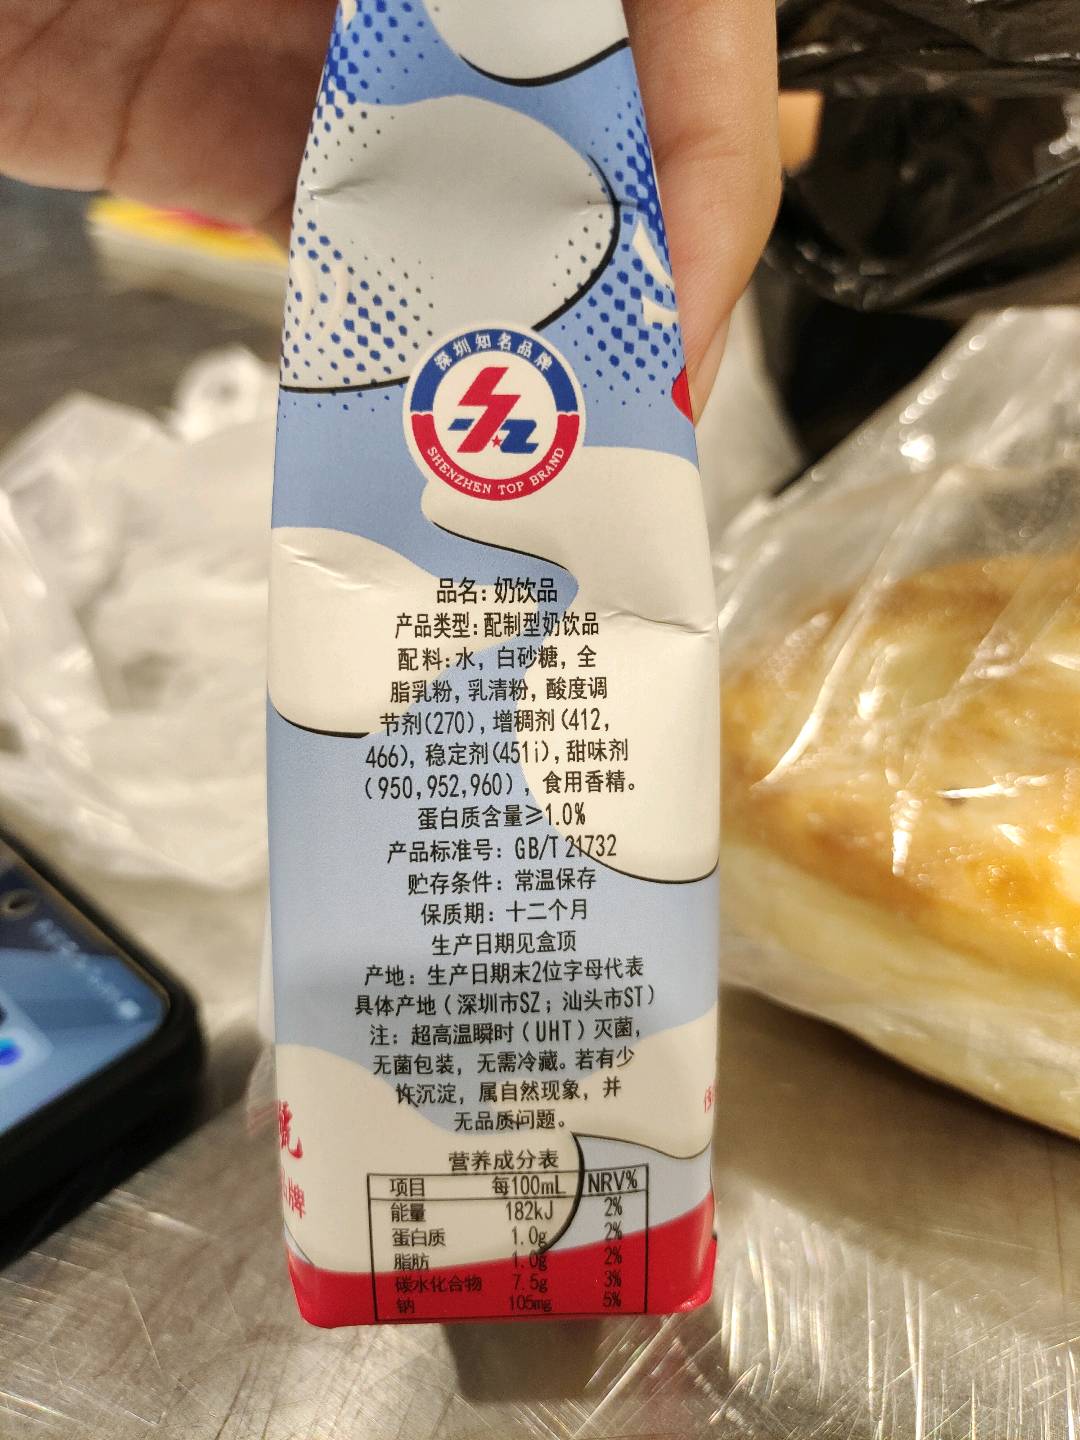 深圳知名品牌
SZ
SHENZHEN TOP BRAND
品名：奶饮品
产品类型：配制型奶饮品
配料：水，白砂糖，全
脂乳粉，乳清粉，酸度调
节剂(270)，增稠剂(412，
466)，稳定剂(451i)，甜味剂
(950,952,960)，食用香精。
蛋白质含量≥1.0%
产品标准号：GB/T 21732
贮存条件：常温保存
保质期：十二个月
生产日期见盒顶
产地：生产日期末2位字母代表
具体产地（深圳市SZ；汕头市ST）
注：超高温瞬时（UHT）灭菌，
无菌包装，无需冷藏。若有少
许沉淀，属自然现象，并
无品质问题。
营养成分表
项目 每100mL NRV%
能量 182kJ 2%
蛋白质 1.0g 2%
脂肪 1.0g 2%
碳水化合物 7.5g 3%
钠 105mg 5%
牌